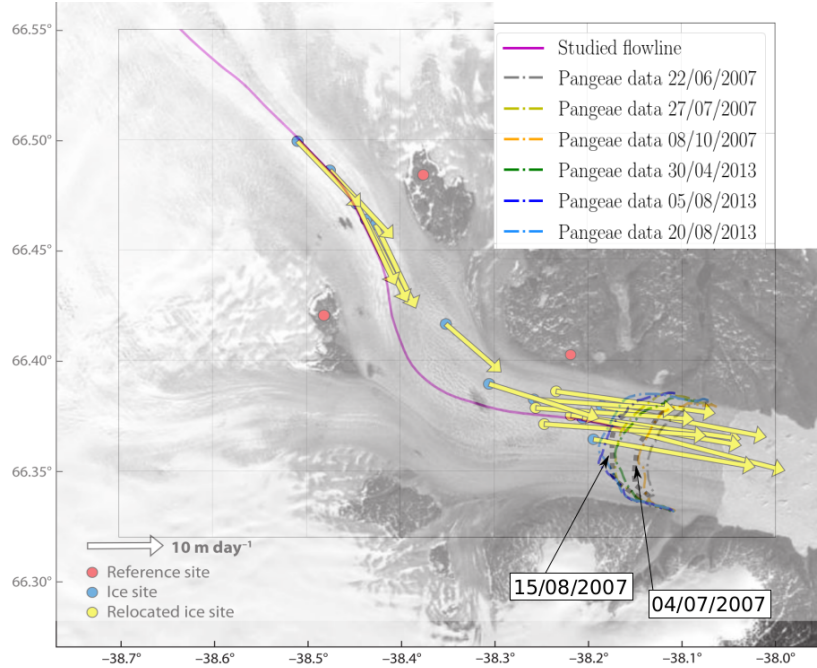 66.55°
66.50°
66.45°
66.40°
66.35°
66.30°
Studied flowline
Pangeae data 22/06/2007
Pangeae data 27/07/2007
Pangeae data 08/10/2007
Pangeae data 30/04/2013
Pangeae data 05/08/2013
Pangeae data 20/08/2013
10 m day⁻¹
Reference site
Ice site
Relocated ice site
15/08/2007
04/07/2007
−38.7°
−38.6°
−38.5°
−38.4°
−38.3°
−38.2°
−38.1°
−38.0°